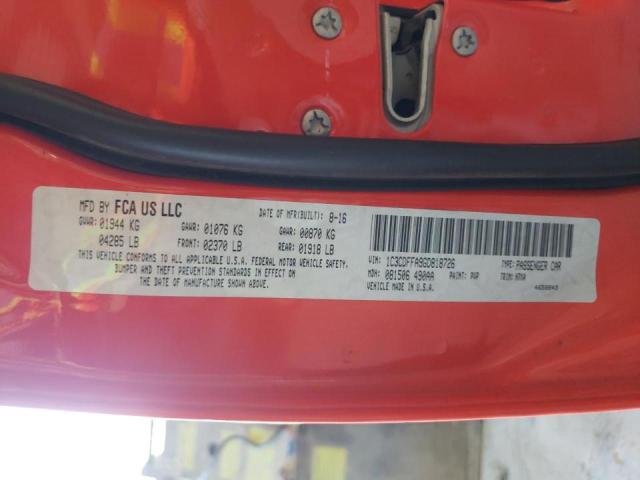 MFD BY FCA US LLC
DATE OF MFR(BUILT): 8-16
GVWR: 01944 KG GAWR: 01076 KG GAWR: 00870 KG
04285 LB FRONT: 02370 LB REAR: 01918 LB
THIS VEHICLE CONFORMS TO ALL APPLICABLE U.S.A. FEDERAL MOTOR VEHICLE SAFETY,
BUMPER AND THEFT PREVENTION STANDARDS IN EFFECT ON
THE DATE OF MANUFACTURE SHOWN ABOVE.
VIN: 1C3CDFFA9GD818726 TYPE: PASSENGER CAR
MDH: 081506 490AA PAINT: PWP TRIM:
VEHICLE MADE IN U.S.A.